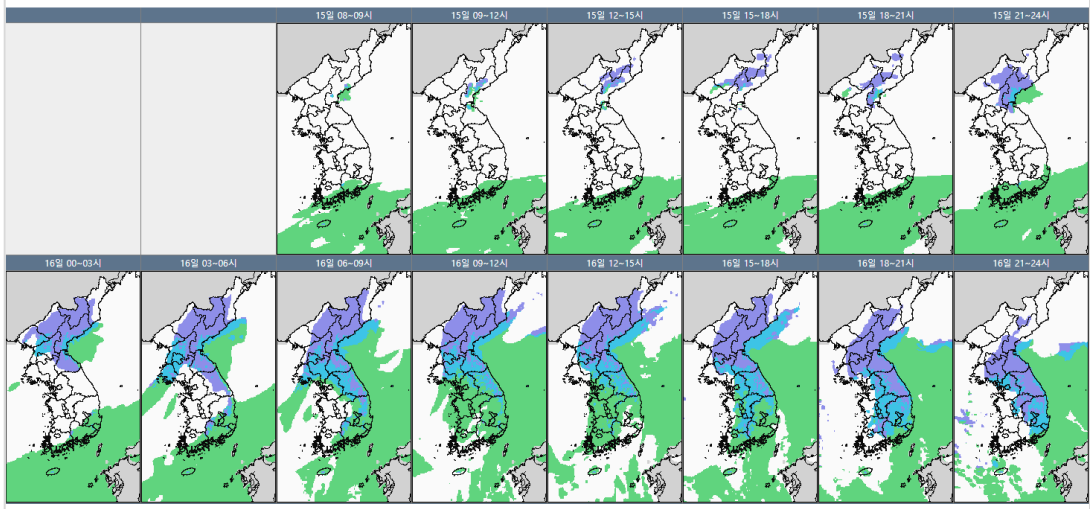 15일 08~09시
15일 09~12시
15일 12~15시
15일 15~18시
15일 18~21시
15일 21~24시
16일 00~03시
16일 03~06시
16일 06~09시
16일 09~12시
16일 12~15시
16일 15~18시
16일 18~21시
16일 21~24시